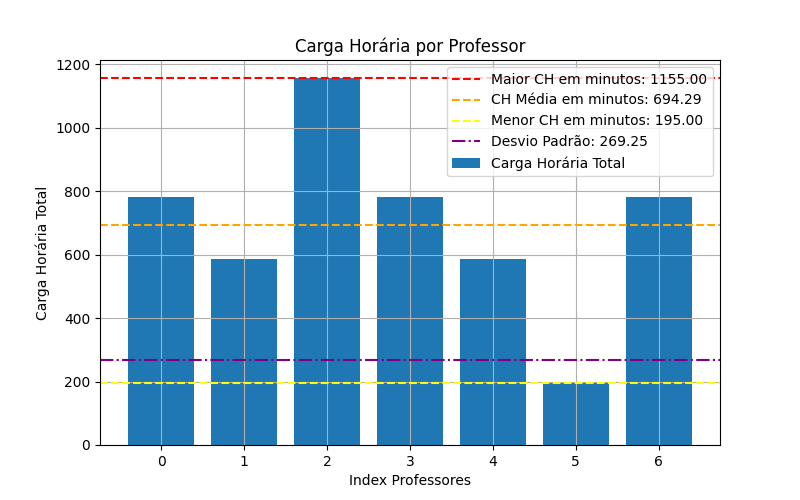 Carga Horária por Professor
Maior CH em minutos: 1155.00
CH Média em minutos: 694.29
Menor CH em minutos: 195.00
Desvio Padrão: 269.25
Carga Horária Total
Carga Horária Total
1200
1000
800
600
400
200
0
0 1 2 3 4 5 6
Index Professores